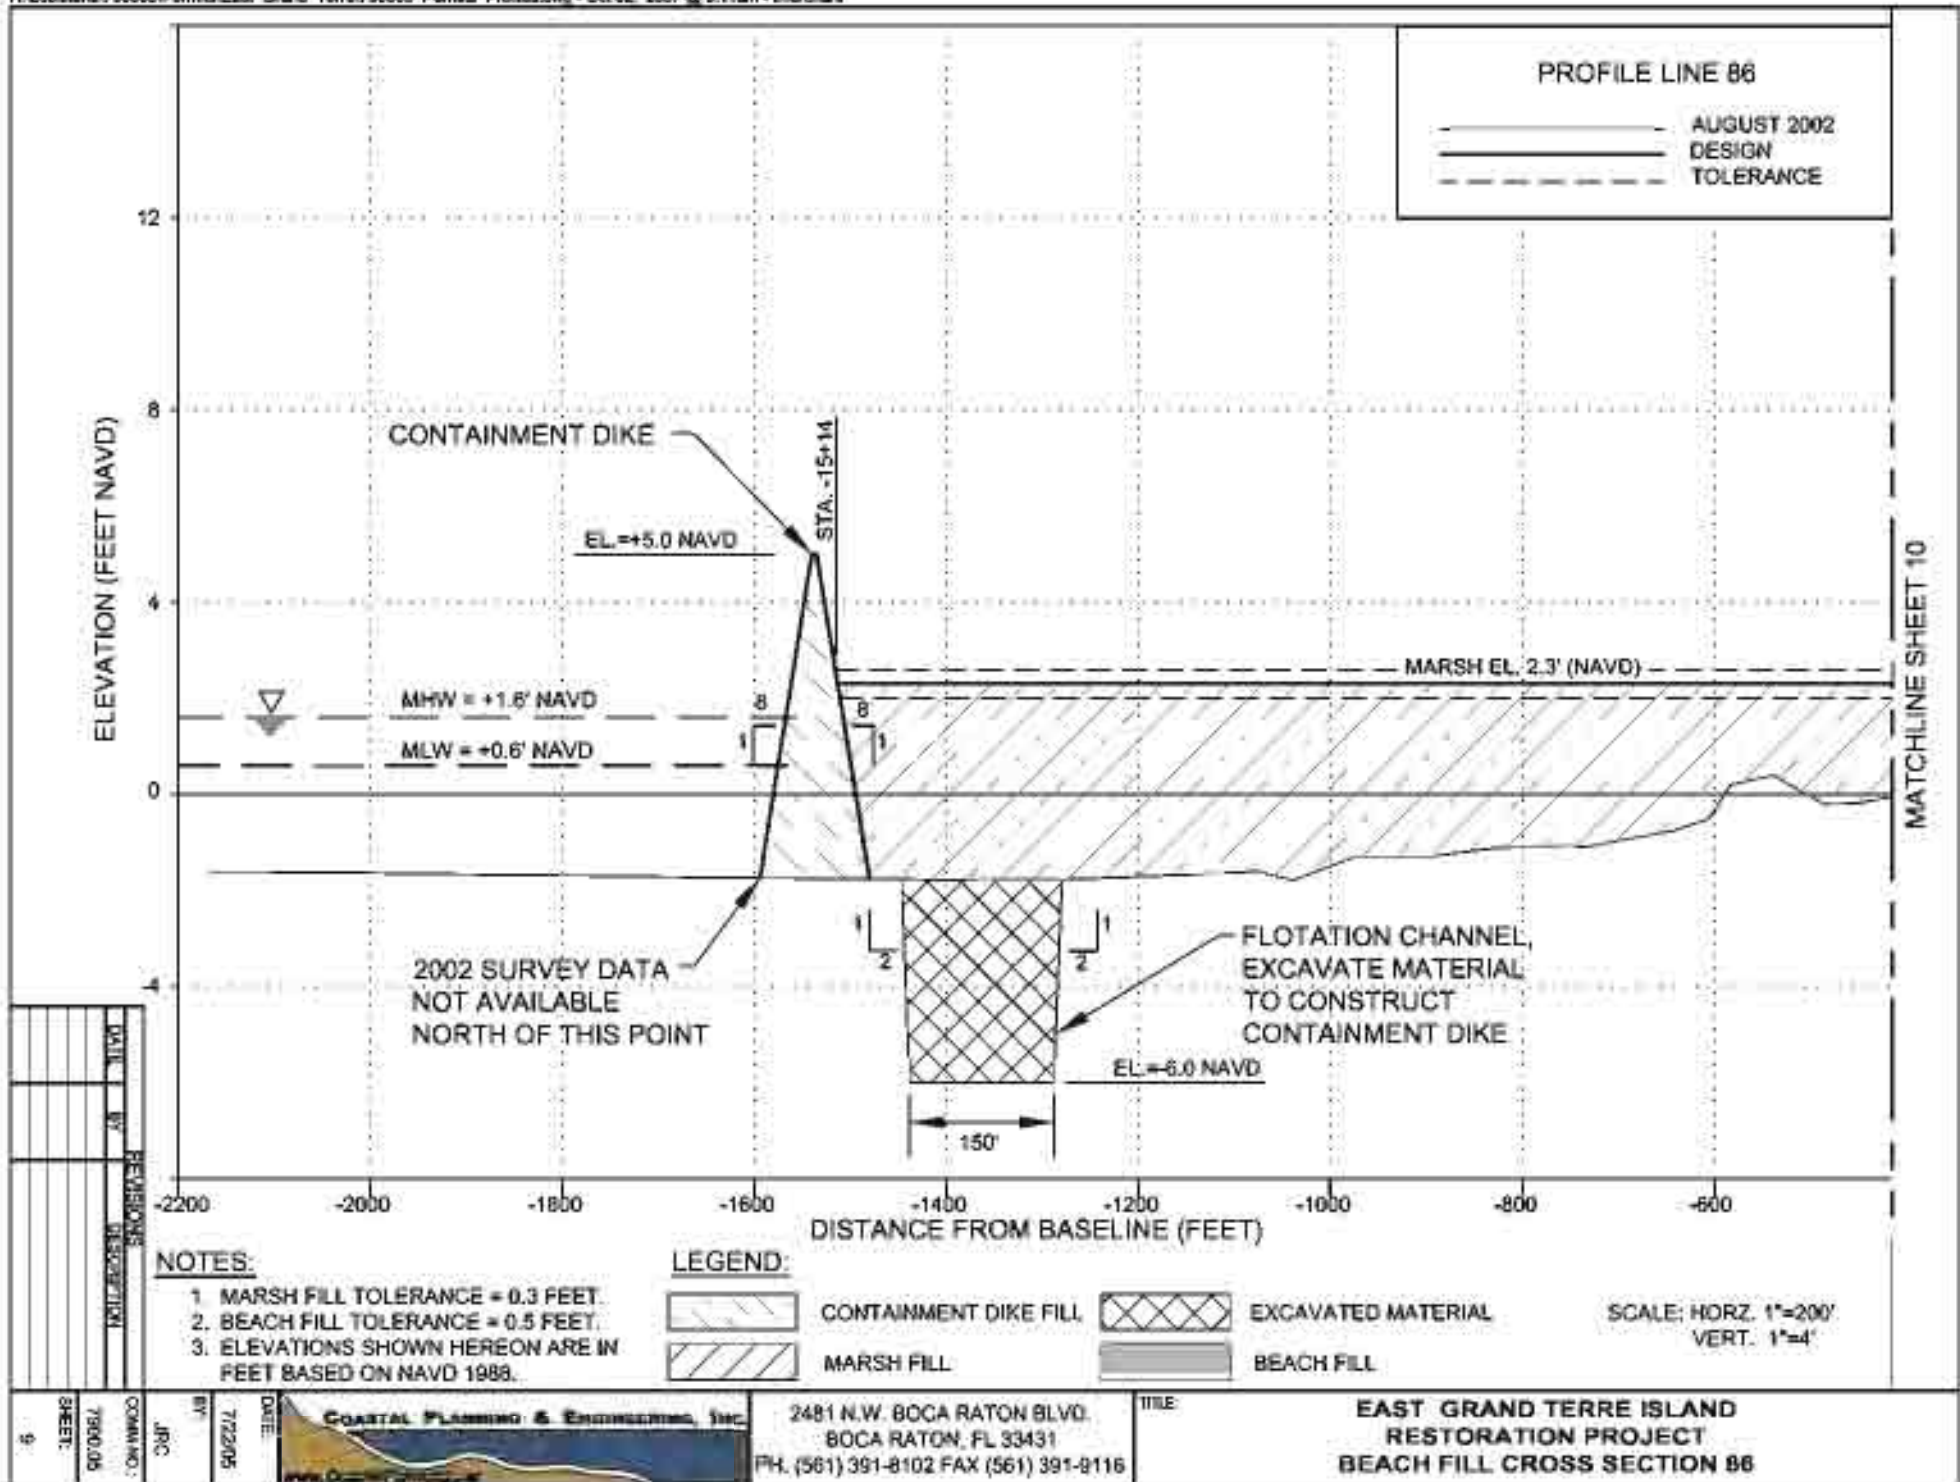 PROFILE LINE 86
AUGUST 2002
DESIGN
TOLERANCE
12
8
4
0
-4
ELEVATION (FEET NAVD)
CONTAINMENT DIKE
STA. -15+14
EL.=+5.0 NAVD
MARSH EL. 2.3' (NAVD)
MHW = +1.6' NAVD
MLW = +0.6' NAVD
8
1
8
1
MATCHLINE SHEET 10
1
2
1
2
2002 SURVEY DATA
NOT AVAILABLE
NORTH OF THIS POINT
FLOTATION CHANNEL,
EXCAVATE MATERIAL
TO CONSTRUCT
CONTAINMENT DIKE
EL.=-6.0 NAVD
150'
-2200
-2000
-1800
-1600
-1400
-1200
-1000
-800
-600
DISTANCE FROM BASELINE (FEET)
REVISIONS
DATE
BY
DESCRIPTION
NOTES:
1. MARSH FILL TOLERANCE = 0.3 FEET.
2. BEACH FILL TOLERANCE = 0.5 FEET.
3. ELEVATIONS SHOWN HEREON ARE IN
FEET BASED ON NAVD 1988.
LEGEND:
CONTAINMENT DIKE FILL
EXCAVATED MATERIAL
MARSH FILL
BEACH FILL
SCALE: HORZ. 1"=200'
VERT. 1"=4'
SHEET:
9
COMM NO.:
7900.05
BY:
JRC
DATE:
7/22/05
COASTAL PLANNING & ENGINEERING, INC.
2481 N.W. BOCA RATON BLVD.
BOCA RATON, FL 33431
PH. (561) 391-8102 FAX (561) 391-9116
TITLE:
EAST GRAND TERRE ISLAND
RESTORATION PROJECT
BEACH FILL CROSS SECTION 86